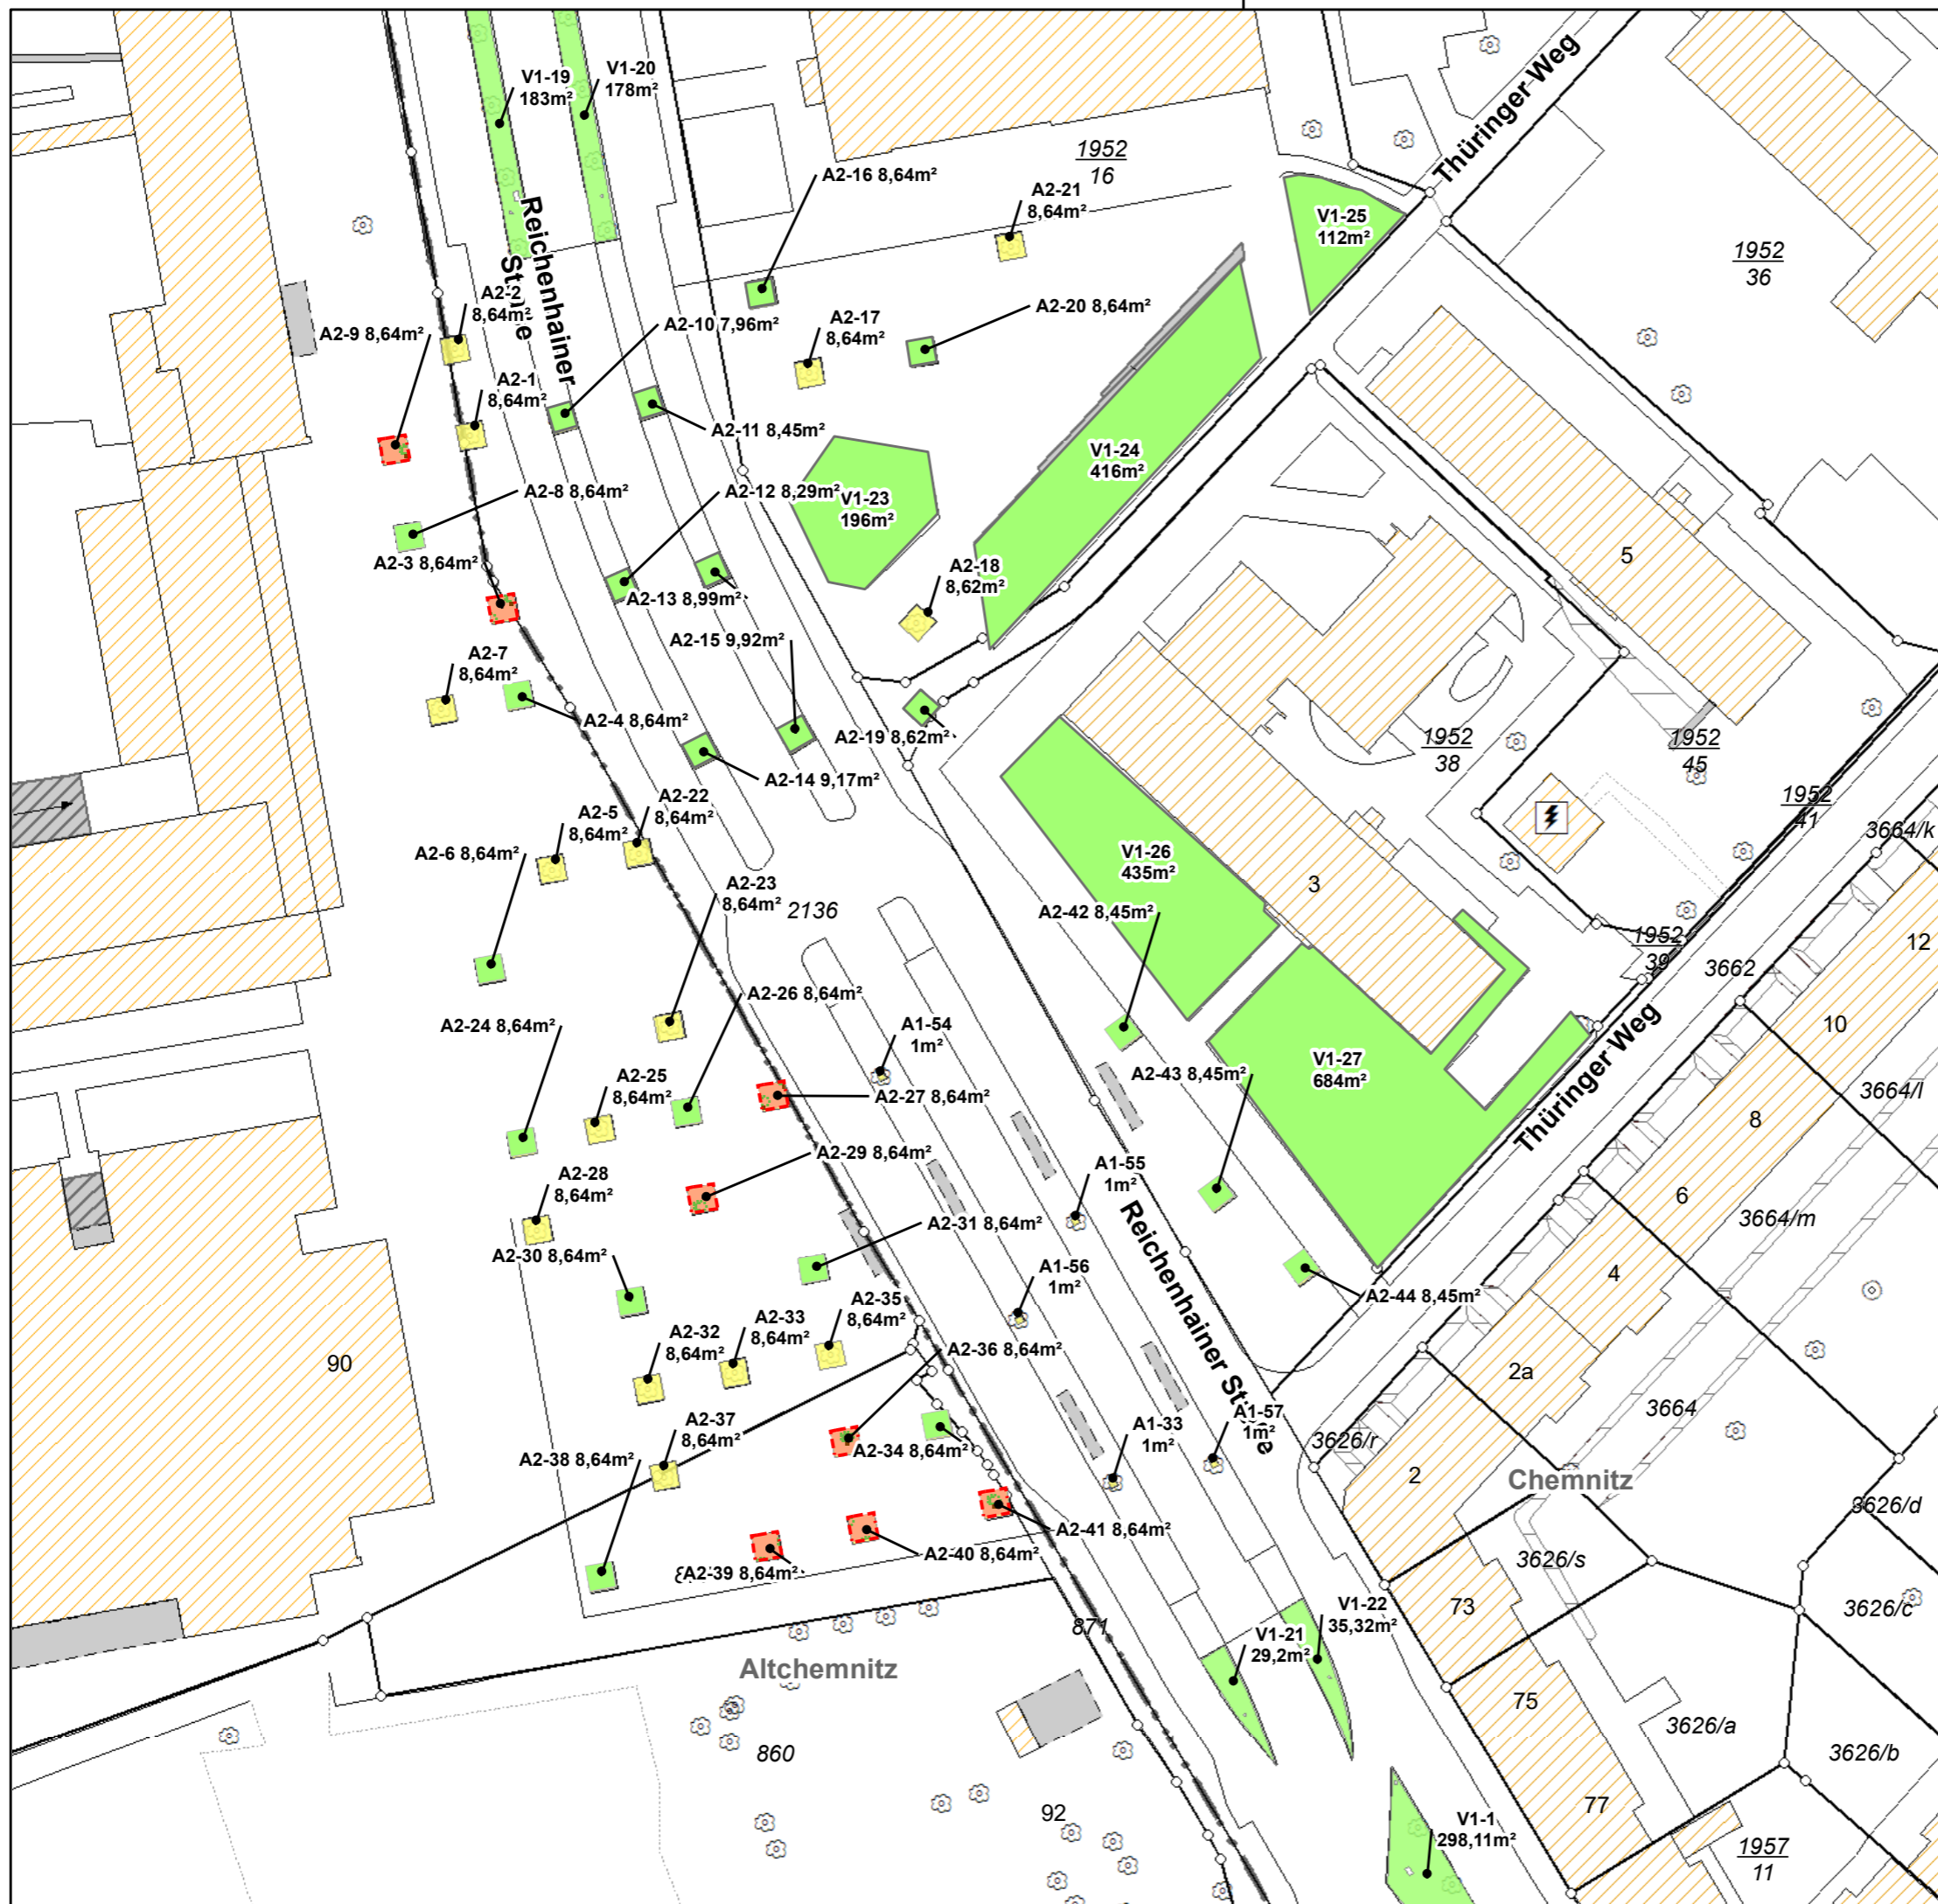 V1-19
183m²
V1-20
178m²
Thüringer Weg
1952
16
A2-16 8,64m²
A2-21
8,64m²
V1-25
112m²
1952
36
Reichenhainer
A2-2
8,64m²
A2-9 8,64m²
A2-10 7,96m²
A2-17
8,64m²
A2-20 8,64m²
A2-1
8,64m²
A2-11 8,45m²
V1-24
416m²
A2-8 8,64m²
A2-12 8,29m²
V1-23
196m²
A2-3 8,64m²
A2-18
8,62m²
5
A2-13 8,99m²
A2-15 9,92m²
A2-7
8,64m²
A2-4 8,64m²
A2-19 8,62m²
1952
38
1952
45
A2-14 9,17m²
A2-22
8,64m²
A2-5
8,64m²
1952
41
3664/k
A2-6 8,64m²
V1-26
435m²
3
A2-23
8,64m²
2136
A2-42 8,45m²
1952
39
12
3662
A2-26 8,64m²
A2-24 8,64m²
A1-54
1m²
10
Thüringer Weg
V1-27
684m²
A2-43 8,45m²
A2-25
8,64m²
A2-27 8,64m²
3664/l
8
A2-29 8,64m²
A2-28
8,64m²
A1-55
1m²
6
A2-31 8,64m²
3664/m
A2-30 8,64m²
Reichenhainer Straße
A1-56
1m²
4
A2-44 8,45m²
A2-35
8,64m²
A2-33
8,64m²
A2-32
8,64m²
A2-36 8,64m²
90
2a
3664
A2-37
8,64m²
A1-33
1m²
A1-57
1m²
3626/r
A2-34 8,64m²
A2-38 8,64m²
2
Chemnitz
3626/d
A2-41 8,64m²
A2-40 8,64m²
A2-39 8,64m²
3626/s
73
V1-22
35,32m²
3626/c
871
V1-21
29,2m²
Altchemnitz
75
3626/a
860
3626/b
92
77
V1-1
298,11m²
1957
11